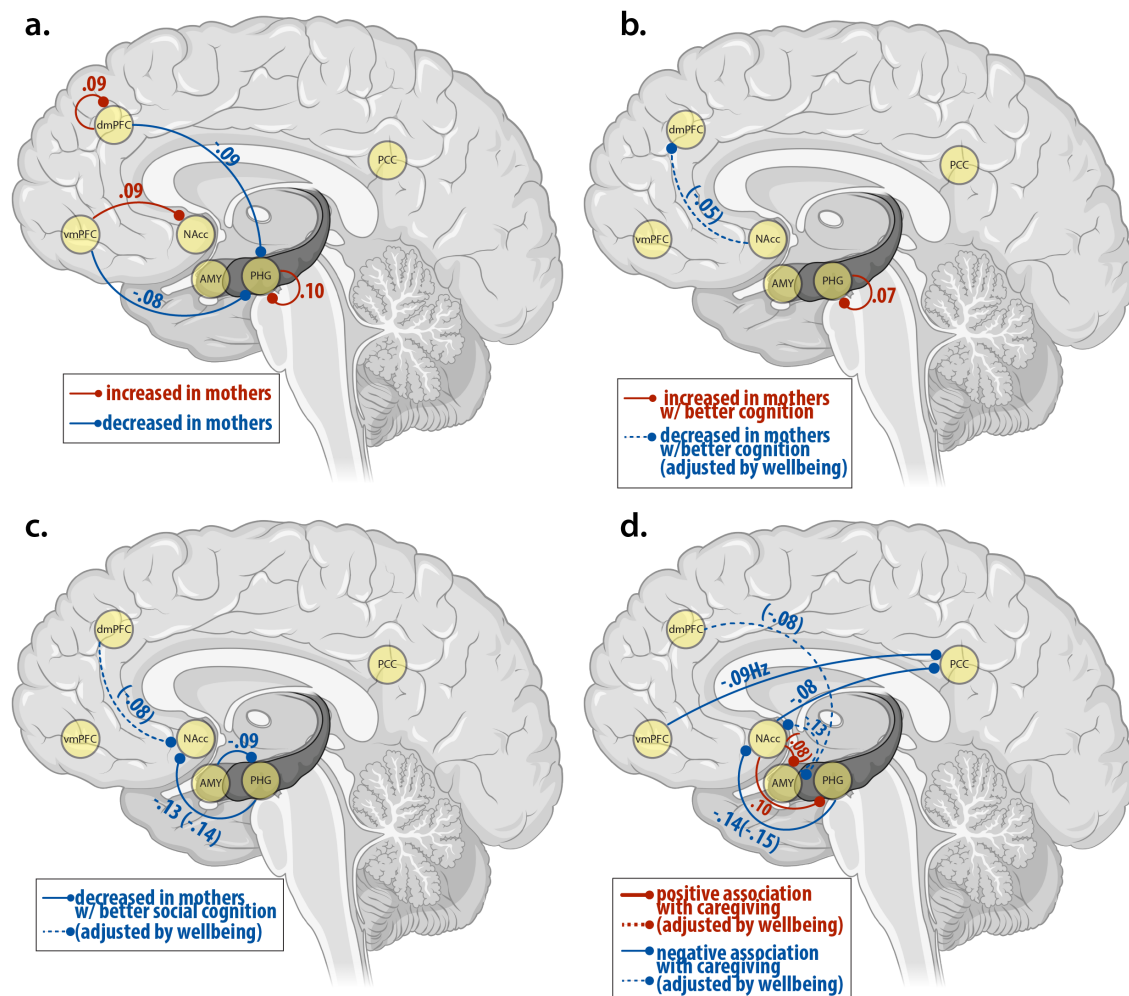 a.
.09
dmPFC
-.09
PCC
.09
vmPFC
NAcc
AMY
PHG
-.08
.10
increased in mothers
decreased in mothers
b.
dmPFC
PCC
(-.05)
vmPFC
NAcc
AMY
PHG
.07
increased in mothers
w/ better cognition
decreased in mothers
w/better cognition
(adjusted by wellbeing)
c.
dmPFC
PCC
(-.08)
vmPFC
NAcc
-.09
AMY
PHG
-.13 (-.14)
decreased in mothers
w/ better social cognition
(adjusted by wellbeing)
d.
(-.08)
dmPFC
PCC
-.09Hz
-.08
vmPFC
NAcc
-.13
(.08)
AMY
PHG
.10
-.14(-.15)
positive association
with caregiving
(adjusted by wellbeing)
negative association
with caregiving
(adjusted by wellbeing)